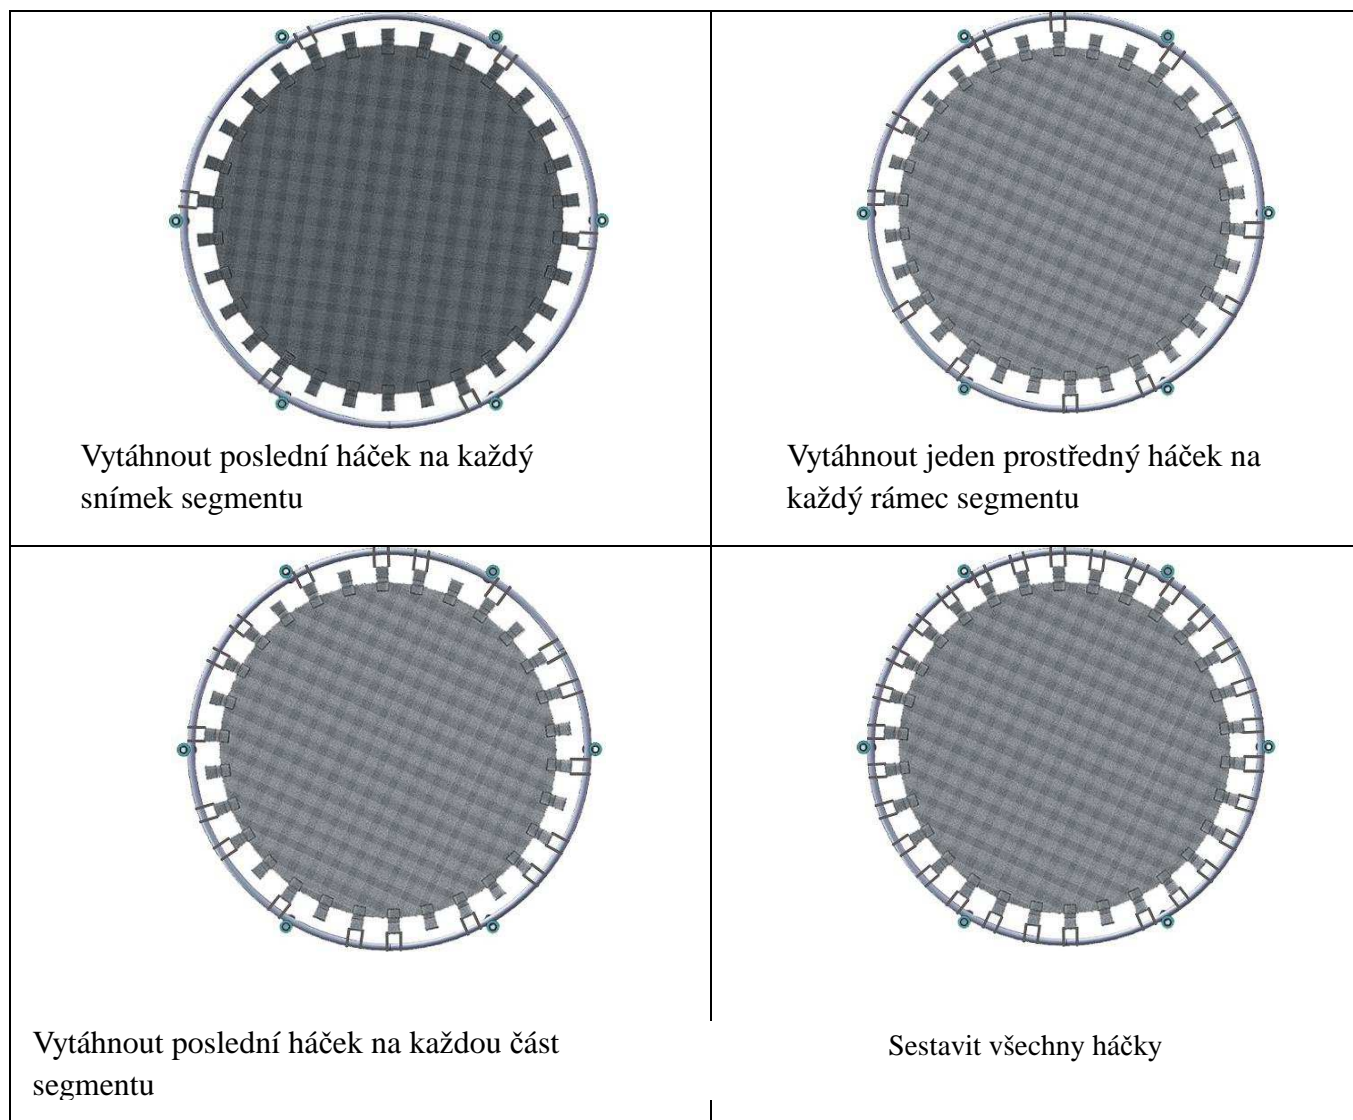 Vytáhnout poslední háček na každý
snímek segmentu
Vytáhnout jeden prostředný háček na
každý rámec segmentu
Vytáhnout poslední háček na každou část
segmentu
Sestavit všechny háčky